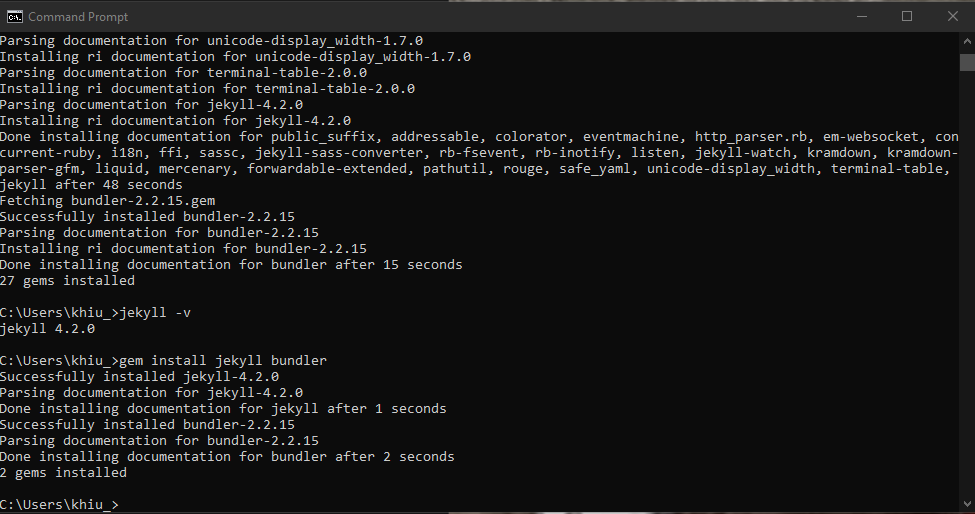 Command Prompt
Parsing documentation for unicode-display_width-1.7.0
Installing ri documentation for unicode-display_width-1.7.0
Parsing documentation for terminal-table-2.0.0
Installing ri documentation for terminal-table-2.0.0
Parsing documentation for jekyll-4.2.0
Installing ri documentation for jekyll-4.2.0
Done installing documentation for public_suffix, addressable, colorator, eventmachine, http_parser.rb, em-websocket, con
current-ruby, i18n, ffi, sassc, jekyll-sass-converter, rb-fsevent, rb-inotify, listen, jekyll-watch, kramdown, kramdown-
parser-gfm, liquid, mercenary, forwardable-extended, pathutil, rouge, safe_yaml, unicode-display_width, terminal-table,
jekyll after 48 seconds
Fetching bundler-2.2.15.gem
Successfully installed bundler-2.2.15
Parsing documentation for bundler-2.2.15
Installing ri documentation for bundler-2.2.15
Done installing documentation for bundler after 15 seconds
27 gems installed
C:\Users\khiu_>jekyll -v
jekyll 4.2.0
C:\Users\khiu_>gem install jekyll bundler
Successfully installed jekyll-4.2.0
Parsing documentation for jekyll-4.2.0
Done installing documentation for jekyll after 1 seconds
Successfully installed bundler-2.2.15
Parsing documentation for bundler-2.2.15
Done installing documentation for bundler after 2 seconds
2 gems installed
C:\Users\khiu_>